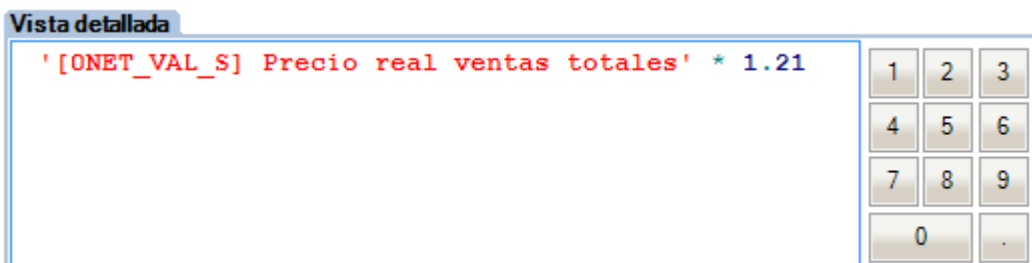 Vista detallada
'[ONET_VAL_S] Precio real ventas totales' * 1.21
1 2 3
4 5 6
7 8 9
0 .